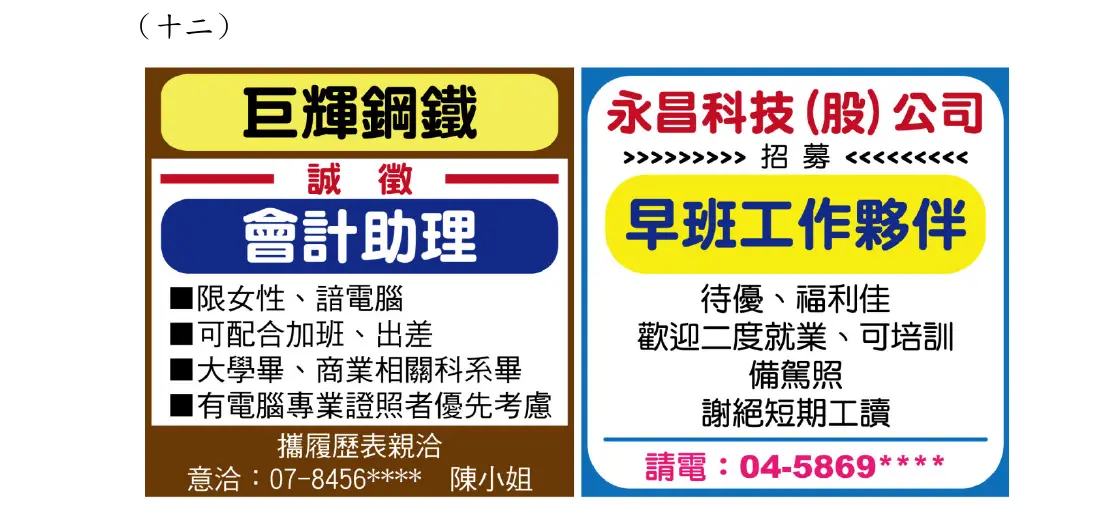 （十二）
巨輝鋼鐵
誠 徵
會計助理
■限女性、諳電腦
■可配合加班、出差
■大學畢、商業相關科系畢
■有電腦專業證照者優先考慮
攜履歷表親洽
意洽：07-8456**** 陳小姐
永昌科技(股)公司
>>>>>>>>> 招 募 <<<<<<<<<
早班工作夥伴
待優、福利佳
歡迎二度就業、可培訓
備駕照
謝絕短期工讀
請電：04-5869****